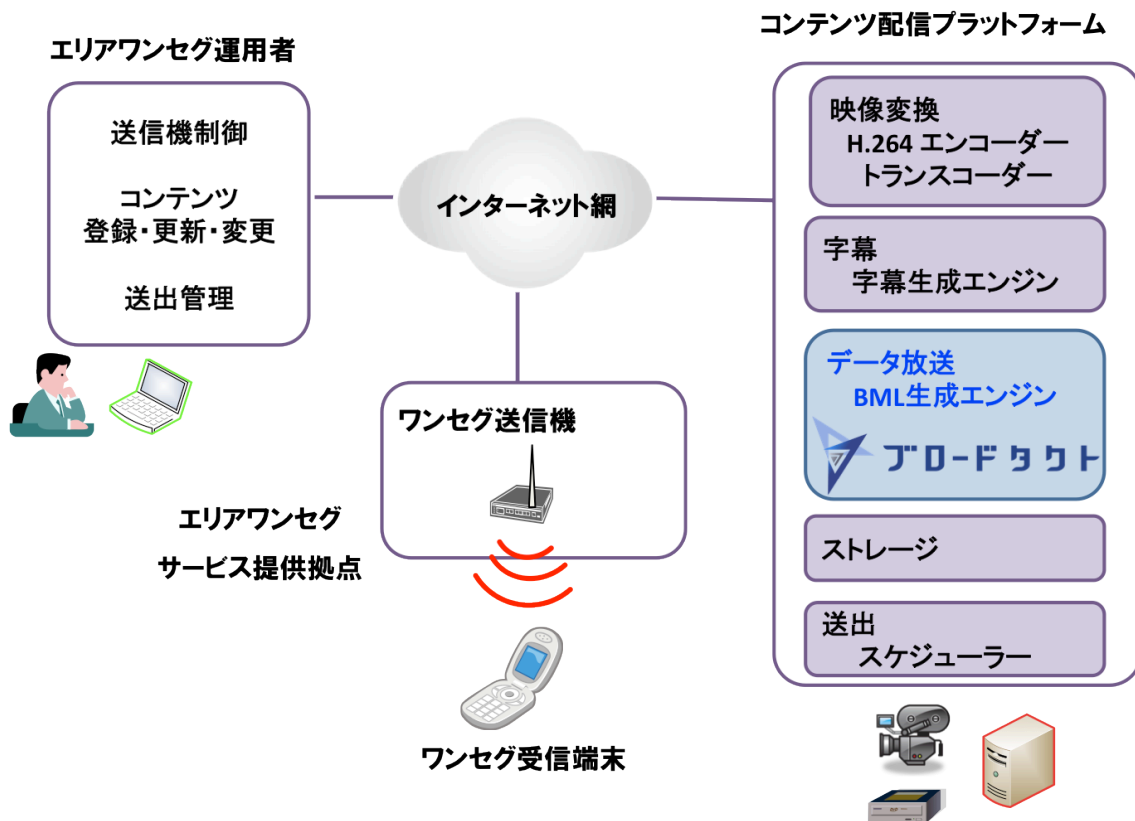 コンテンツ配信プラットフォーム
エリアワンセグ運用者
送信機制御
コンテンツ
登録・更新・変更
送出管理
インターネット網
映像変換
H.264 エンコーダー
トランスコーダー
字幕
字幕生成エンジン
データ放送
BML生成エンジン
ブロードタクト
ストレージ
送出
スケジューラー
ワンセグ送信機
エリアワンセグ
サービス提供拠点
ワンセグ受信端末